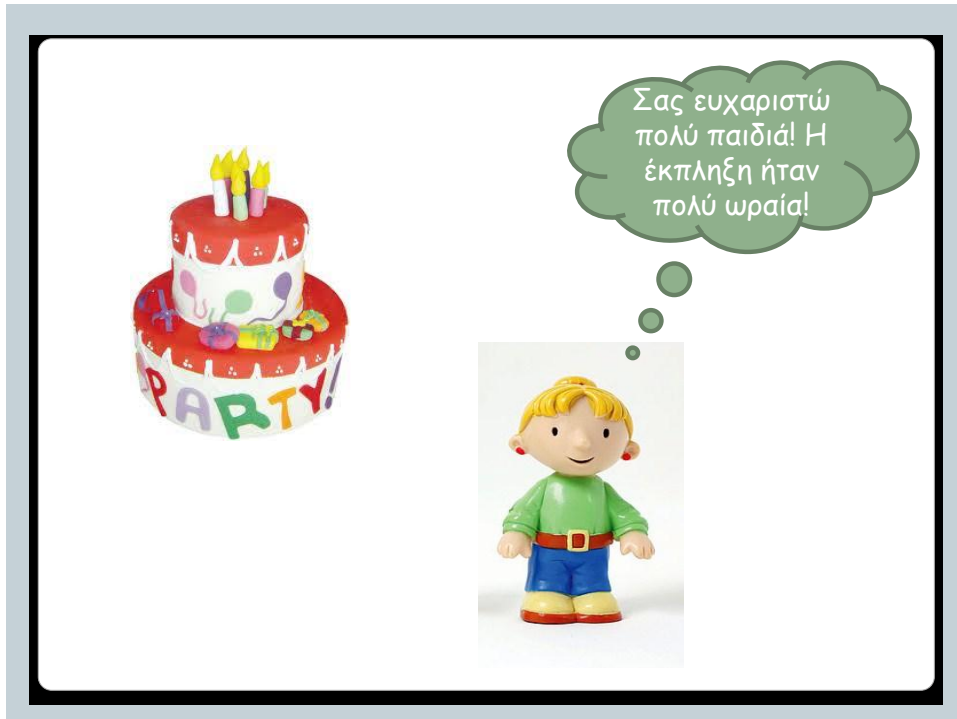 Σας ευχαριστώ
πολύ παιδιά! Η
έκπληξη ήταν
πολύ ωραία!
PARTY!